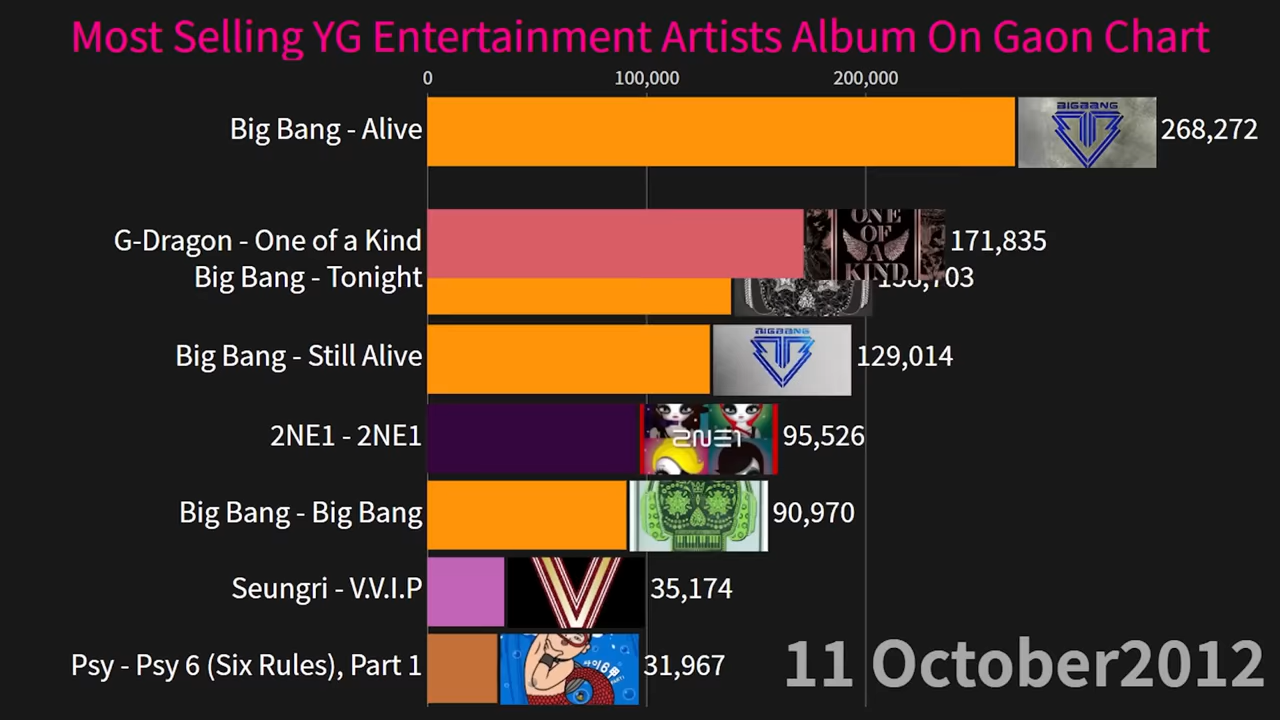 Most Selling YG Entertainment Artists Album On Gaon Chart
0 100,000 200,000
Big Bang - Alive BIGBANG 268,272
G-Dragon - One of a Kind ONE OF A KIND 171,835
Big Bang - Tonight
Big Bang - Still Alive BIGBANG 129,014
2NE1 - 2NE1 2NE1 95,526
Big Bang - Big Bang 90,970
Seungri - V.V.I.P V 35,174
Psy - Psy 6 (Six Rules), Part 1 31,967
11 October2012